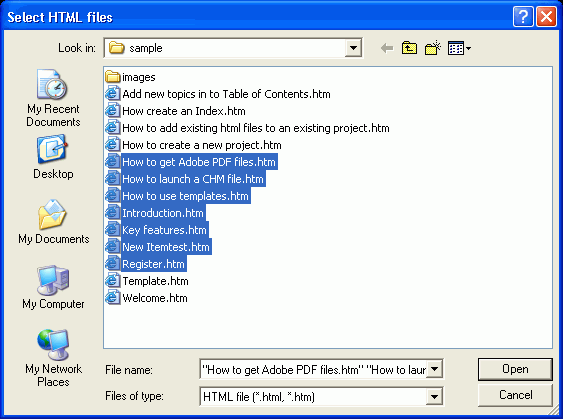 Select HTML files
Look in: sample
images
Add new topics in to Table of Contents.htm
How create an Index.htm
How to add existing html files to an existing project.htm
How to create a new project.htm
How to get Adobe PDF files.htm
How to launch a CHM file.htm
How to use templates.htm
Introduction.htm
Key features.htm
New Itemtest.htm
Register.htm
Template.htm
Welcome.htm
My Recent
Documents
Desktop
My Documents
My Computer
My Network
Places
File name: "How to get Adobe PDF files.htm" "How to laur
Open
Files of type: HTML file (*.html, *.htm)
Cancel